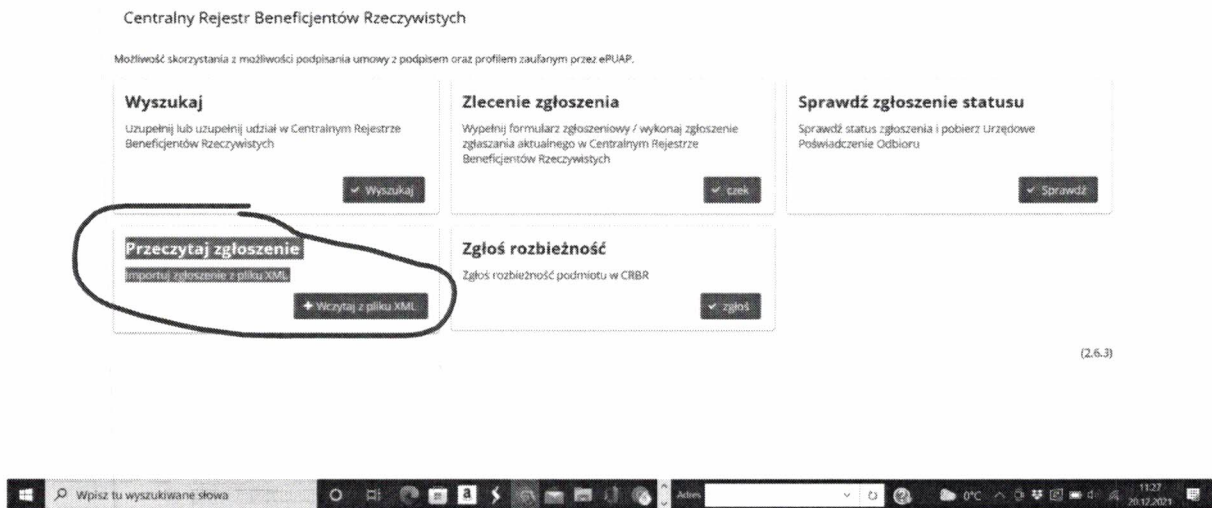 Centralny Rejestr Beneficjentów Rzeczywistych
Możliwość skorzystania z możliwości podpisania umowy z podpisem oraz profilem zaufanym przez ePUAP.
Wyszukaj
Uzupełnij lub uzupełnij udział w Centralnym Rejestrze
Beneficjentów Rzeczywistych
Wyszukaj
Zlecenie zgłoszenia
Wypełnij formularz zgłoszeniowy / wykonaj zgłoszenie
zgłaszania aktualnego w Centralnym Rejestrze
Beneficjentów Rzeczywistych
czek
Sprawdź zgłoszenie statusu
Sprawdź status zgłoszenia i pobierz Urzędowe
Poświadczenie Odbioru
Sprawdź
Przeczytaj zgłoszenie
Importuj zgłoszenie z pliku XML
Wczytaj z pliku XML
Zgłoś rozbieżność
Zgłoś rozbieżność podmiotu w CRBR
zgłoś
(2.6.3)
Wpisz tu wyszukiwane słowa
a
Adres
0°C
11:27
20.12.2021